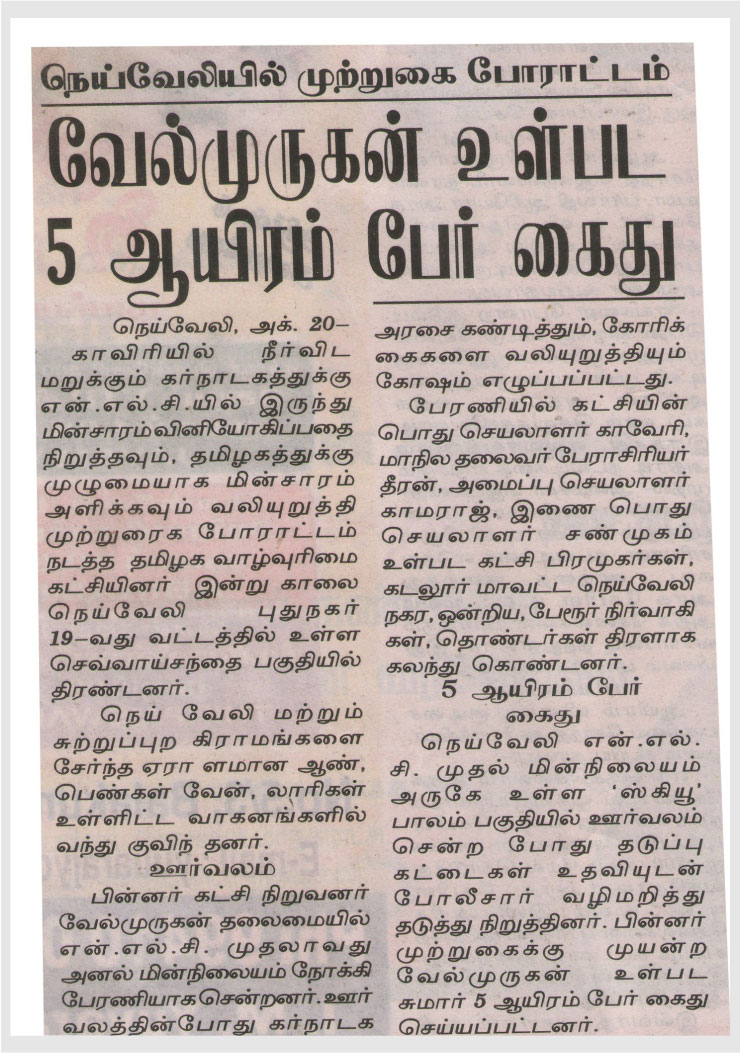 நெய்வேலியில் முற்றுகை போராட்டம்
வேல்முருகன் உள்பட
5 ஆயிரம் பேர் கைது
நெய்வேலி, அக். 20–
காவிரியில் நீர்விட
மறுக்கும் கர்நாடகத்துக்கு
என்.எல்.சி.யில் இருந்து
மின்சாரம்வினியோகிப்பதை
நிறுத்தவும், தமிழகத்துக்கு
முழுமையாக மின்சாரம்
அளிக்கவும் வலியுறுத்தி
முற்றுரைக போராட்டம்
நடத்த தமிழக வாழ்வுரிமை
கட்சியினர் இன்று காலை
நெய்வேலி புதுநகர்
19–வது வட்டத்தில் உள்ள
செவ்வாய்சந்தை பகுதியில்
திரண்டனர்.
நெய் வேலி மற்றும்
சுற்றுப்புற கிராமங்களை
சேர்ந்த ஏரா ளமான ஆண்,
பெண்கள் வேன், லாரிகள்
உள்ளிட்ட வாகனங்களில்
வந்து குவிந் தனர்.
ஊர்வலம்
பின்னர் கட்சி நிறுவனர்
வேல்முருகன் தலைமையில்
என்.எல்.சி. முதலாவது
அனல் மின்நிலையம் நோக்கி
பேரணியாகசென்றனர்.ஊர்
வலத்தின்போது கர்நாடக
அரசை கண்டித்தும், கோரிக்
கைகளை வலியுறுத்தியும்
கோஷம் எழுப்பப்பட்டது.
பேரணியில் கட்சியின்
பொது செயலாளர் காவேரி,
மாநில தலைவர் பேராசிரியர்
தீரன், அமைப்பு செயலாளர்
காமராஜ், இணை பொது
செயலாளர் சண்முகம்
உள்பட கட்சி பிரமுகர்கள்,
கடலூர் மாவட்ட நெய்வேலி
நகர, ஒன்றிய, பேரூர் நிர்வாகி
கள், தொண்டர்கள் திரளாக
கலந்து கொண்டனர்.
5 ஆயிரம் பேர்
கைது
நெய்வேலி என்.எல்.
சி. முதல் மின்நிலையம்
அருகே உள்ள ‘ஸ்கியூ’
பாலம் பகுதியில் ஊர்வலம்
சென்ற போது தடுப்பு
கட்டைகள் உதவியுடன்
போலீசார் வழிமறித்து
தடுத்து நிறுத்தினர். பின்னர்
முற்றுகைக்கு முயன்ற
வேல்முருகன் உள்பட
சுமார் 5 ஆயிரம் பேர் கைது
செய்யப்பட்டனர்.